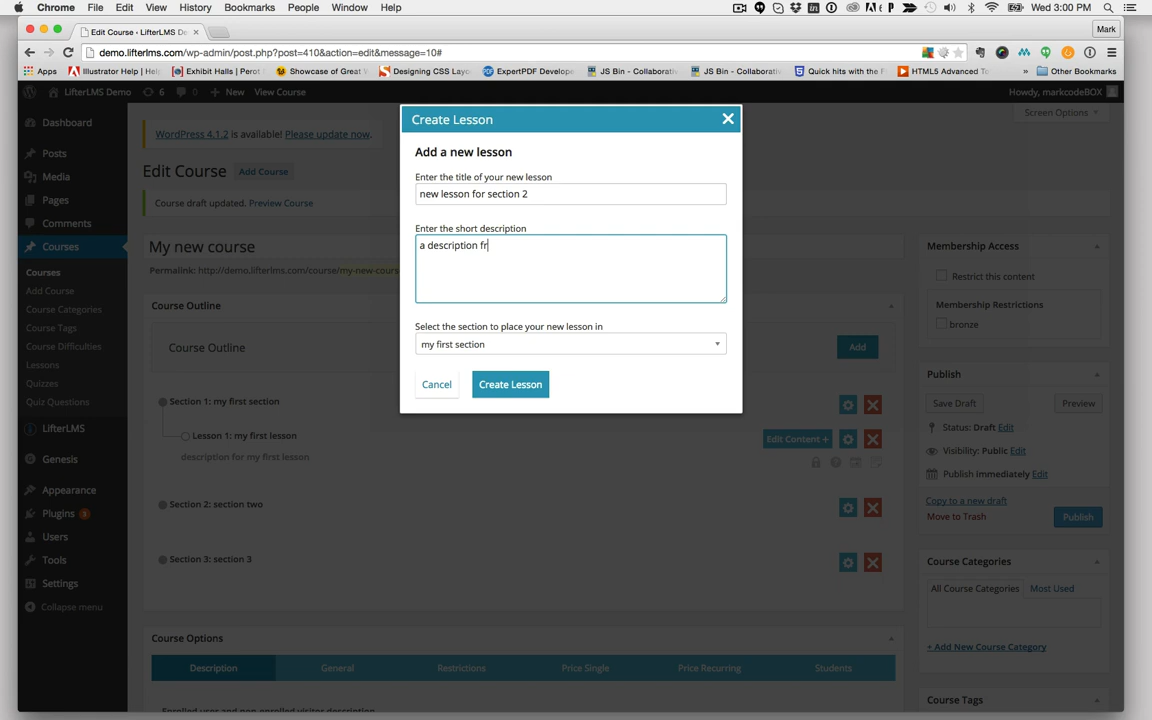 Chrome File Edit View History Bookmarks People Window Help Wed 3:00 PM
Edit Course ‹ LifterLMS De Mark
demo.lifterlms.com/wp-admin/post.php?post=410&action=edit&message=10#
Apps Illustrator Help | Exhibit Halls | Perot Showcase of Great Designing CSS Layo ExpertPDF Develope JS Bin - Collaborati JS Bin - Collaborativ Quick hits with the F HTML5 Advanced » Other Bookmarks
LifterLMS Demo 6 0 + New View Course Howdy, markcodeBOX
Screen Options
Dashboard
Posts
Media
Pages
Comments
Courses
Courses
Add Course
Course Categories
Course Tags
Course Difficulties
Lessons
Quizzes
Quiz Questions
LifterLMS
Genesis
Appearance
Plugins 3
Users
Tools
Settings
Collapse menu
WordPress 4.1.2 is available! Please update now.
Edit Course Add Course
Course draft updated. Preview Course
My new course
Permalink: http://demo.lifterlms.com/course/my-new-cours
Course Outline
Course Outline
Add
Section 1: my first section
Lesson 1: my first lesson Edit Content +
description for my first lesson
Section 2: section two
Section 3: section 3
Course Options
Description General Restrictions Price Single Price Recurring Students
Enrolled user and non-enrolled visitor description
Create Lesson
Add a new lesson
Enter the title of your new lesson
new lesson for section 2
Enter the short description
a description fr
Select the section to place your new lesson in
my first section
Cancel Create Lesson
Membership Access
Restrict this content
Membership Restrictions
bronze
Publish
Save Draft Preview
Status: Draft Edit
Visibility: Public Edit
Publish immediately Edit
Copy to a new draft
Move to Trash Publish
Course Categories
All Course Categories Most Used
+ Add New Course Category
Course Tags